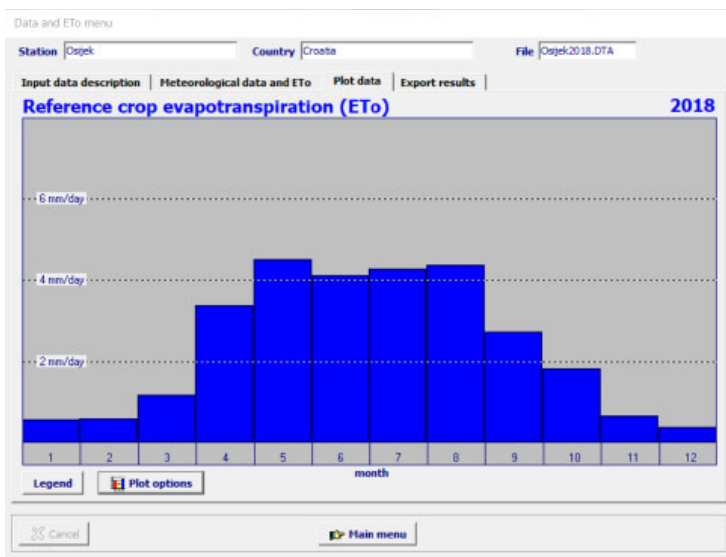 Data and ETo menu
Station Osijek Country Croatia File Osijek2018.DTA
Input data description Meteorological data and ETo Plot data Export results
Reference crop evapotranspiration (ETo) 2018
6 mm/day
4 mm/day
2 mm/day
1 2 3 4 5 6 7 8 9 10 11 12
month
Legend Plot options
Cancel Main menu